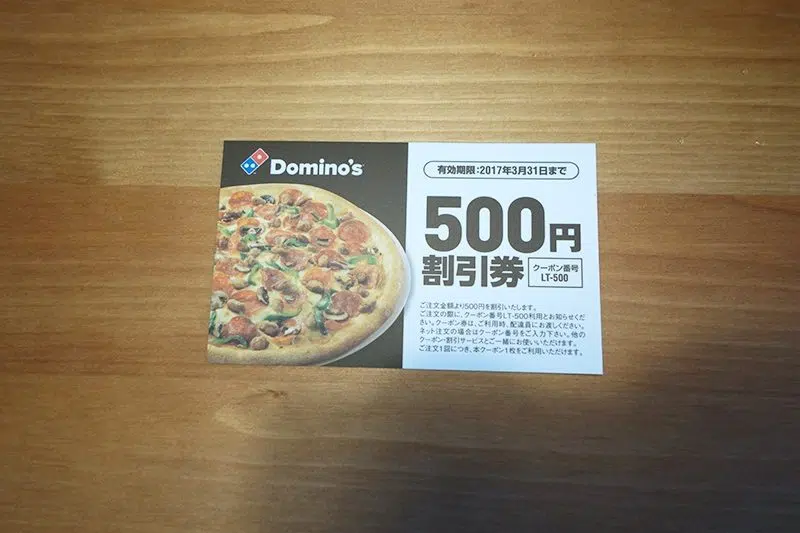 Domino's
有効期限:2017年3月31日まで
500円
割引券
クーポン番号
LT-500
ご注文金額より500円を割引いたします。
ご注文の際に、クーポン番号LT-500利用とお知らせくだ
さい。クーポン券は、ご利用時、配達員にお渡しください。
ネット注文の場合はクーポン番号をご入力下さい。他の
クーポン・割引サービスとご一緒にお使いいただけます。
ご注文1回につき、本クーポン1枚をご利用いただけます。